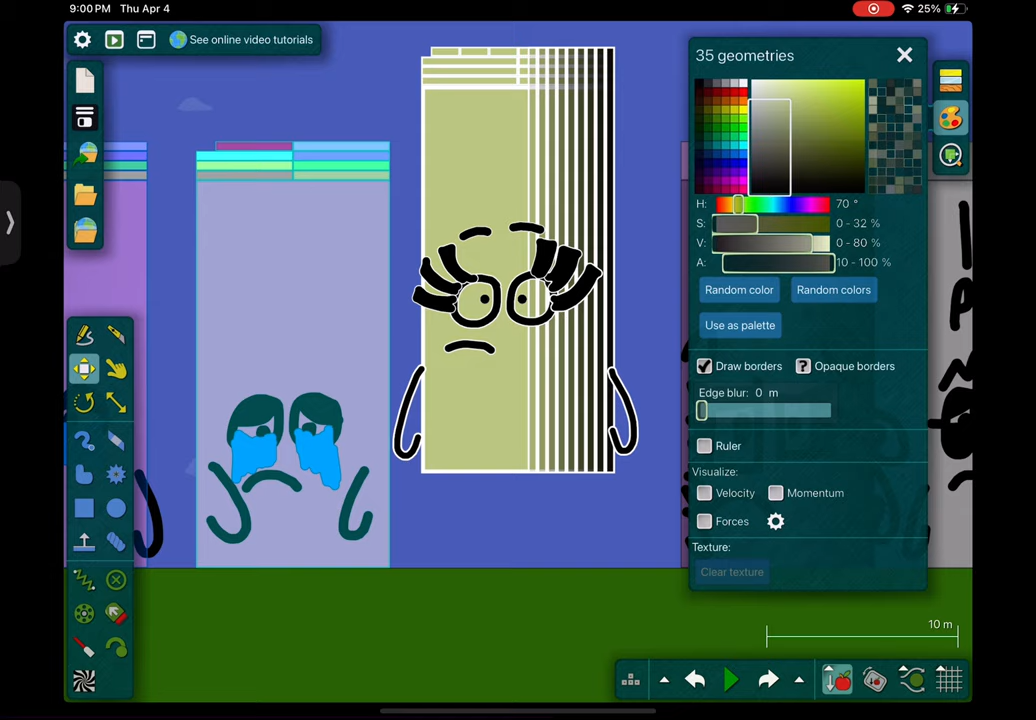 9:00 PM Thu Apr 4
25%
See online video tutorials
35 geometries
H: 70 °
S: 0 - 32 %
V: 0 - 80 %
A: 10 - 100 %
Random color Random colors
Use as palette
Draw borders ? Opaque borders
Edge blur: 0 m
Ruler
Visualize:
Velocity Momentum
Forces
Texture:
Clear texture
10 m